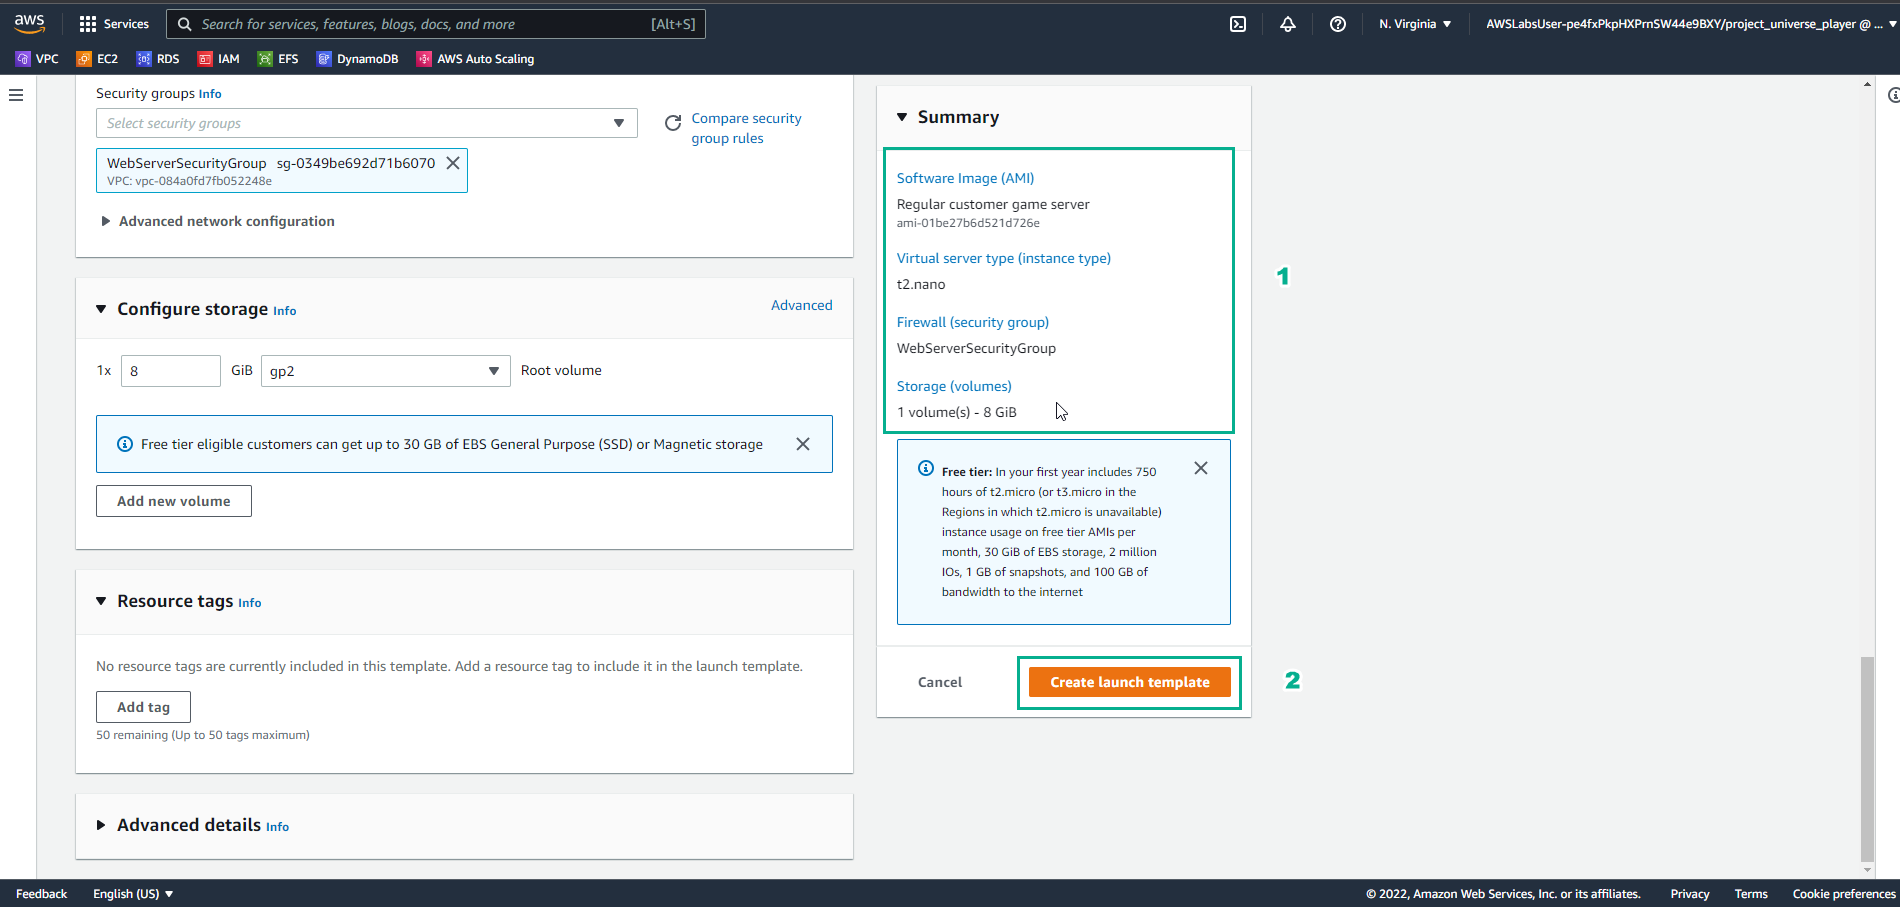 aws
Services
Search for services, features, blogs, docs, and more
[Alt+S]
N. Virginia
AWSLabsUser-pe4fxPkpHXPrnSW44e9BXY/project_universe_player @ ...
VPC
EC2
RDS
IAM
EFS
DynamoDB
AWS Auto Scaling
Security groups Info
Select security groups
Compare security
group rules
WebServerSecurityGroup sg-0349be692d71b6070
VPC: vpc-084a0fd7fb052248e
Advanced network configuration
Configure storage Info
Advanced
1x
8
GiB
gp2
Root volume
Free tier eligible customers can get up to 30 GB of EBS General Purpose (SSD) or Magnetic storage
Add new volume
Resource tags Info
No resource tags are currently included in this template. Add a resource tag to include it in the launch template.
Add tag
50 remaining (Up to 50 tags maximum)
Advanced details Info
Summary
Software Image (AMI)
Regular customer game server
ami-01be27b6d521d726e
Virtual server type (instance type)
t2.nano
Firewall (security group)
WebServerSecurityGroup
Storage (volumes)
1 volume(s) - 8 GiB
1
Free tier: In your first year includes 750
hours of t2.micro (or t3.micro in the
Regions in which t2.micro is unavailable)
instance usage on free tier AMIs per
month, 30 GiB of EBS storage, 2 million
IOs, 1 GB of snapshots, and 100 GB of
bandwidth to the internet
Cancel
Create launch template
2
Feedback
English (US)
© 2022, Amazon Web Services, Inc. or its affiliates.
Privacy
Terms
Cookie preferences